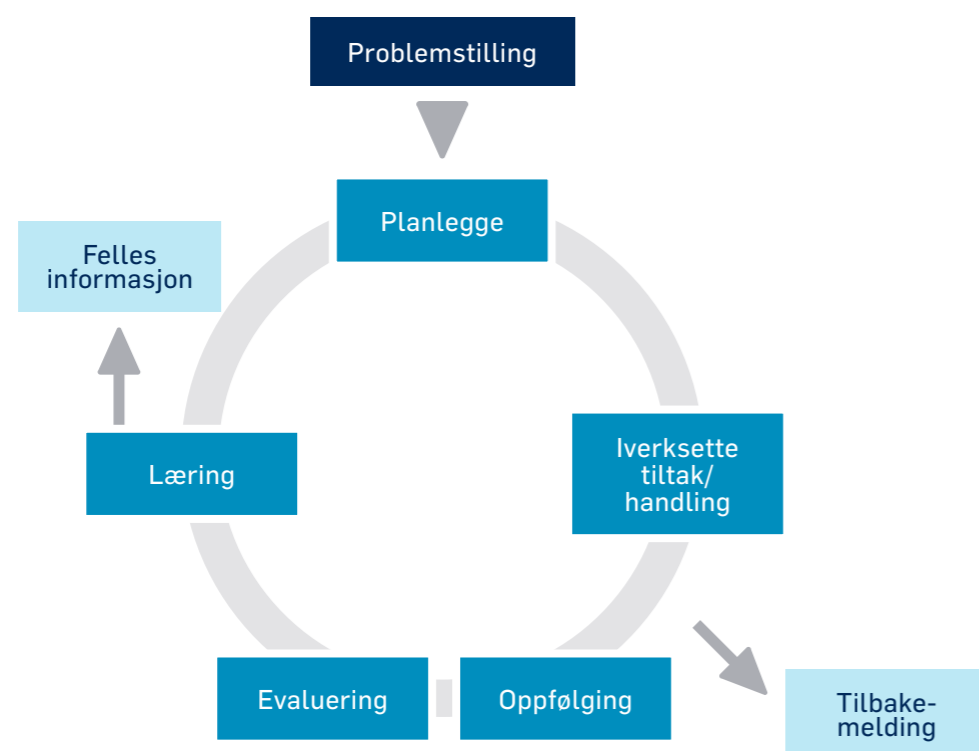 Problemstilling
Planlegge
Felles
informasjon
Iverksette
tiltak/
handling
Læring
Evaluering
Oppfølging
Tilbake-
melding